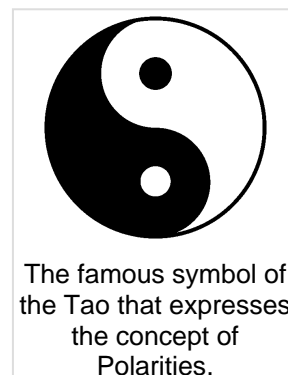 The famous symbol of
the Tao that expresses
the concept of
Polarities.